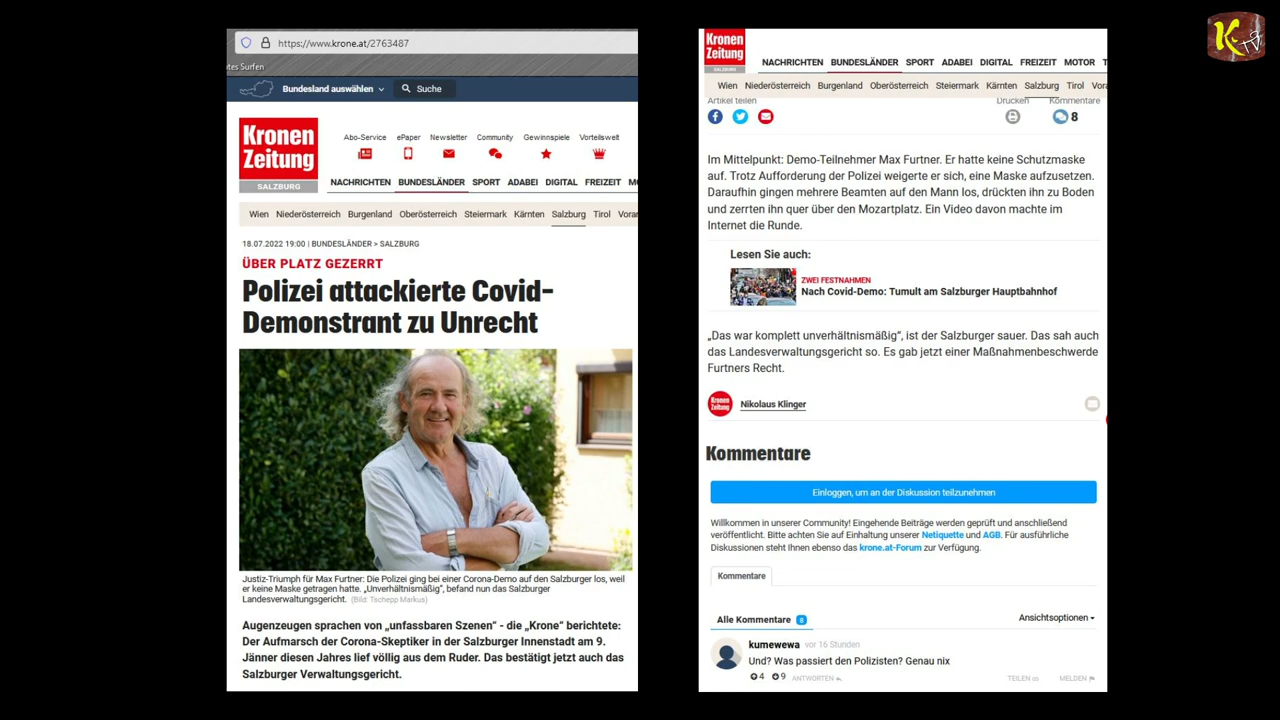 https://www.krone.at/2763487
tes Surfen
Bundesland auswählen
Suche
Kronen
Zeitung
SALZBURG
Abo-Service ePaper Newsletter Community Gewinnspiele Vorteilswelt
NACHRICHTEN BUNDESLÄNDER SPORT ADABEI DIGITAL FREIZEIT MO
Wien Niederösterreich Burgenland Oberösterreich Steiermark Kärnten Salzburg Tirol Vorar
18.07.2022 19:00 | BUNDESLÄNDER > SALZBURG
ÜBER PLATZ GEZERRT
Polizei attackierte Covid-
Demonstrant zu Unrecht
Justiz-Triumph für Max Furtner: Die Polizei ging bei einer Corona-Demo auf den Salzburger los, weil
er keine Maske getragen hatte. „Unverhältnismäßig“, befand nun das Salzburger
Landesverwaltungsgericht. (Bild: Tschepp Markus)
Augenzeugen sprachen von „unfassbaren Szenen“ - die „Krone“ berichtete:
Der Aufmarsch der Corona-Skeptiker in der Salzburger Innenstadt am 9.
Jänner diesen Jahres lief völlig aus dem Ruder. Das bestätigt jetzt auch das
Salzburger Verwaltungsgericht.
Kronen
Zeitung
SALZBURG
NACHRICHTEN BUNDESLÄNDER SPORT ADABEI DIGITAL FREIZEIT MOTOR T
Wien Niederösterreich Burgenland Oberösterreich Steiermark Kärnten Salzburg Tirol Vora
Artikel teilen
Drucken
Kommentare
8
Im Mittelpunkt: Demo-Teilnehmer Max Furtner. Er hatte keine Schutzmaske
auf. Trotz Aufforderung der Polizei weigerte er sich, eine Maske aufzusetzen.
Daraufhin gingen mehrere Beamten auf den Mann los, drückten ihn zu Boden
und zerrten ihn quer über den Mozartplatz. Ein Video davon machte im
Internet die Runde.
Lesen Sie auch:
ZWEI FESTNAHMEN
Nach Covid-Demo: Tumult am Salzburger Hauptbahnhof
„Das war komplett unverhältnismäßig“, ist der Salzburger sauer. Das sah auch
das Landesverwaltungsgericht so. Es gab jetzt einer Maßnahmenbeschwerde
Furtners Recht.
Kronen
Zeitung
Nikolaus Klinger
Kommentare
Einloggen, um an der Diskussion teilzunehmen
Willkommen in unserer Community! Eingehende Beiträge werden geprüft und anschließend
veröffentlicht. Bitte achten Sie auf Einhaltung unserer Netiquette und AGB. Für ausführliche
Diskussionen steht Ihnen ebenso das krone.at-Forum zur Verfügung.
Kommentare
Alle Kommentare 8
Ansichtoptionen
kumewewa vor 16 Stunden
Und? Was passiert den Polizisten? Genau nix
4 9 ANTWORTEN
TEILEN
MELDEN